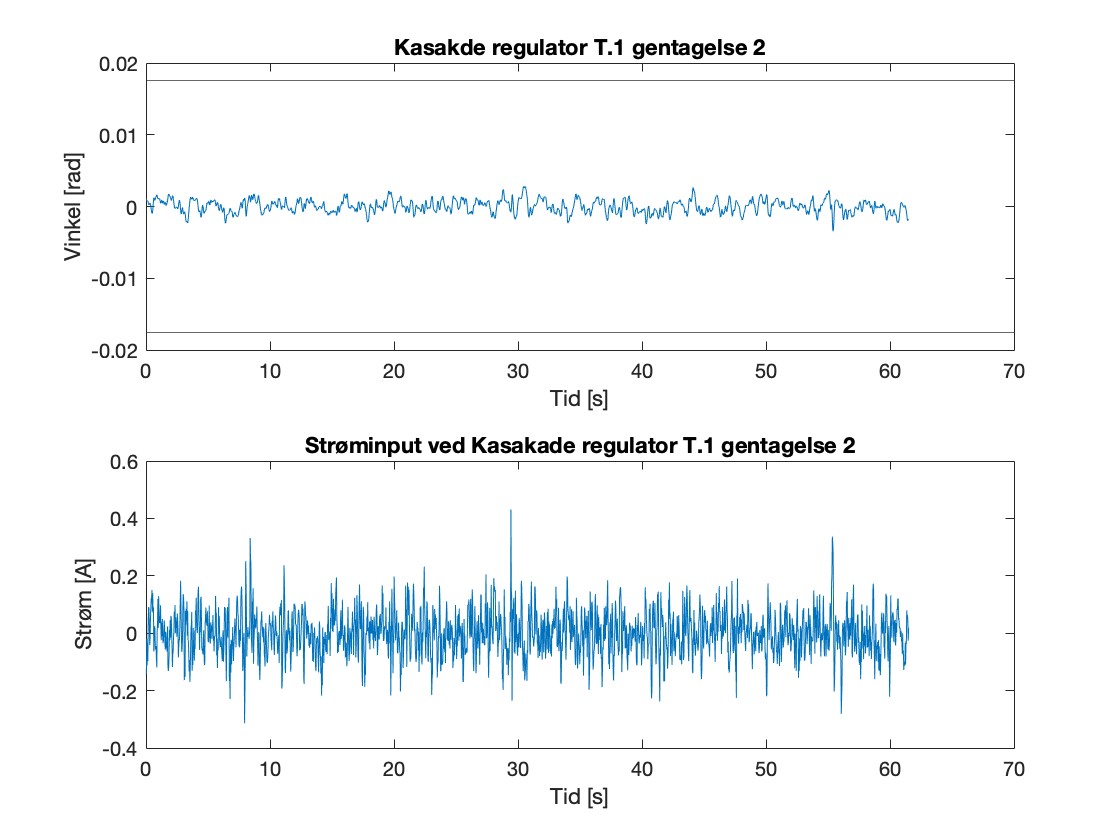 Kasakde regulator T.1 gentagelse 2
0.02
0.01
0
-0.01
-0.02
Vinkel [rad]
0 10 20 30 40 50 60 70
Tid [s]
Strøminput ved Kasakade regulator T.1 gentagelse 2
0.6
0.4
0.2
0
-0.2
-0.4
Strøm [A]
0 10 20 30 40 50 60 70
Tid [s]